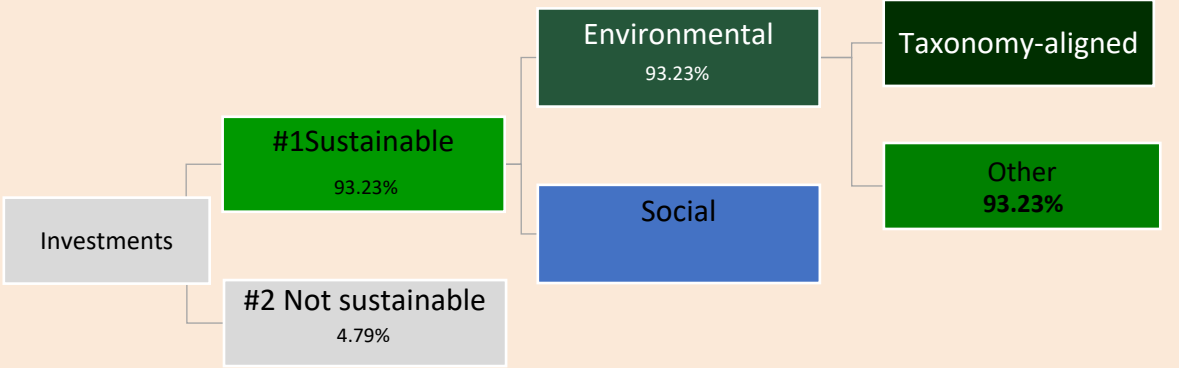 Investments
#1Sustainable
93.23%
#2 Not sustainable
4.79%
Environmental
93.23%
Social
Taxonomy-aligned
Other
93.23%